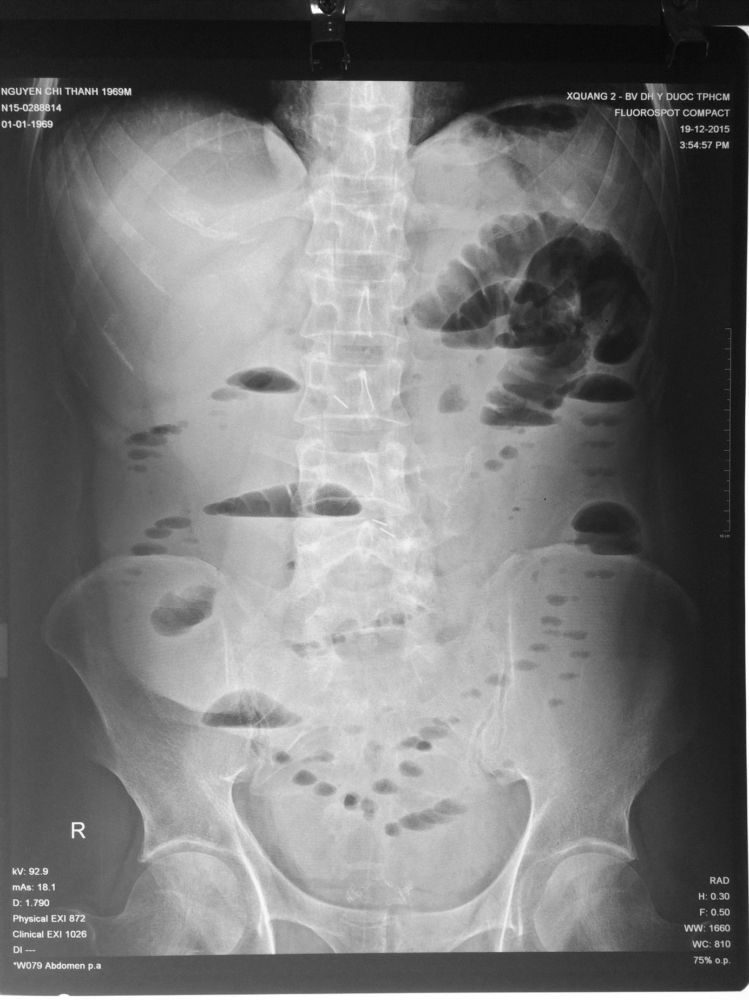 NGUYEN CHI THANH 1969M
N15-0288814
01-01-1969
XQUANG 2 - BV DH Y DUOC TPHCM
FLUOROSPOT COMPACT
19-12-2015
3:54:57 PM
10 cm
R
kV: 92.9
mAs: 18.1
D: 1.790
Physical EXI 872
Clinical EXI 1026
DI ---
*W079 Abdomen p.a
RAD
H: 0.30
F: 0.50
WW: 1660
WC: 810
75% o.p.